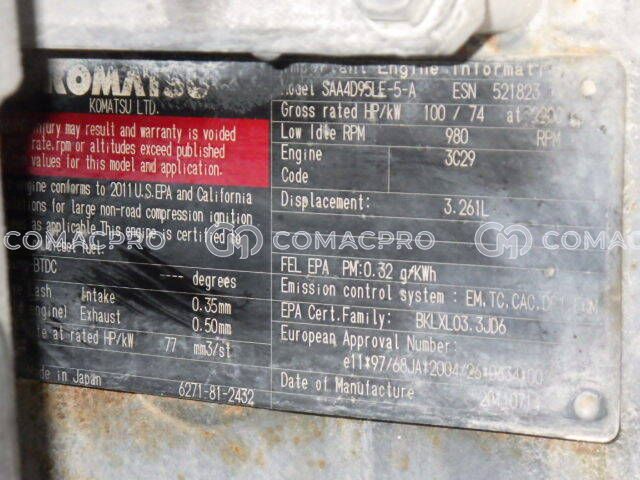 KOMATSU
KOMATSU LTD.
injury may result and warranty is voided
rate.rpm or altitudes exceed published
values for this model and application.
engine conforms to 2011 U.S.EPA and California
for large non-road compression ignition
as applicable.This engine is certified to
BTDC ---- degrees
Intake 0.35mm
Exhaust 0.50mm
at rated HP/kW 77 mm3/st
in Japan 6271-81-2432
Important Engine Information
Model SAA4D95LE-5-A ESN 521823
Gross rated HP/kW 100 / 74 at
Low Idle RPM 980 RPM
Engine 3C29
Code
Displacement: 3.261L
FEL EPA PM:0.32 g/KWh
Emission control system : EM,TC,CAC,
EPA Cert.Family: BKLXL03.3JD6
European Approval Number:
Date of Manufacture
COMACPRO COMACPRO COMACPRO